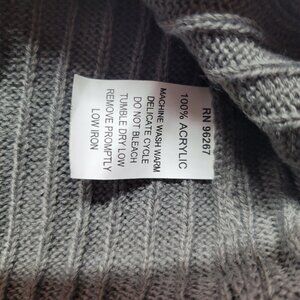 RN 96267
100% ACRYLIC
MACHINE WASH WARM
DELICATE CYCLE
DO NOT BLEACH
TUMBLE DRY LOW
REMOVE PROMPTLY
LOW IRON